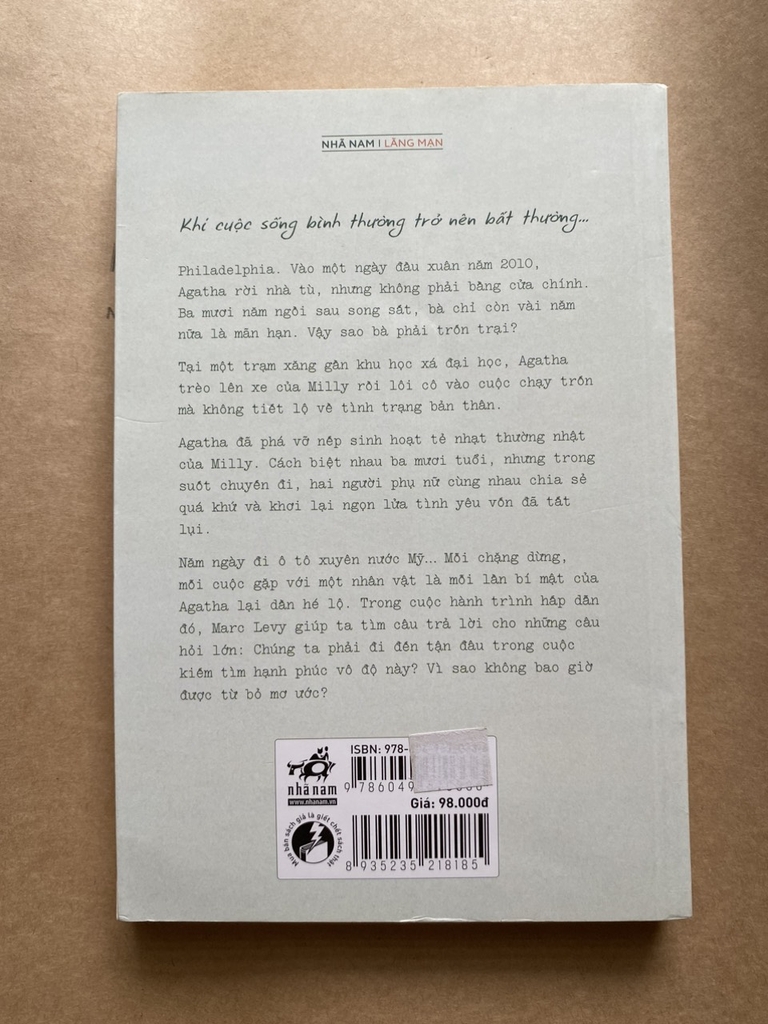 NHÃ NAM | LÃNG MẠN
Khi cuộc sống bình thường trở nên bất thường...
Philadelphia. Vào một ngày đầu xuân năm 2010,
Agatha rời nhà tù, nhưng không phải bằng cửa chính.
Ba mươi năm ngồi sau song sắt, bà chỉ còn vài năm
nữa là mãn hạn. Vậy sao bà phải trốn trại?
Tại một trạm xăng gần khu học xá đại học, Agatha
trèo lên xe của Milly rồi lôi cô vào cuộc chạy trốn
mà không tiết lộ về tình trạng bản thân.
Agatha đã phá vỡ nếp sinh hoạt tẻ nhạt thường nhật
của Milly. Cách biệt nhau ba mươi tuổi, nhưng trong
suốt chuyến đi, hai người phụ nữ cùng nhau chia sẻ
quá khứ và khơi lại ngọn lửa tình yêu vốn đã tắt
lụi.
Năm ngày đi ô tô xuyên nước Mỹ... Mỗi chặng dừng,
mỗi cuộc gặp với một nhân vật là mỗi lần bí mật của
Agatha lại dần hé lộ. Trong cuộc hành trình hấp dẫn
đó, Marc Levy giúp ta tìm câu trả lời cho những câu
hỏi lớn: Chúng ta phải đi đến tận đâu trong cuộc
kiếm tìm hạnh phúc vô độ này? Vì sao không bao giờ
được từ bỏ mơ ước?
ISBN: 978-
9 786049
nhã nam
www.nhanam.vn
Giá: 98.000đ
Mua bán sách giả là giết chết sách thật
8 935235 218185